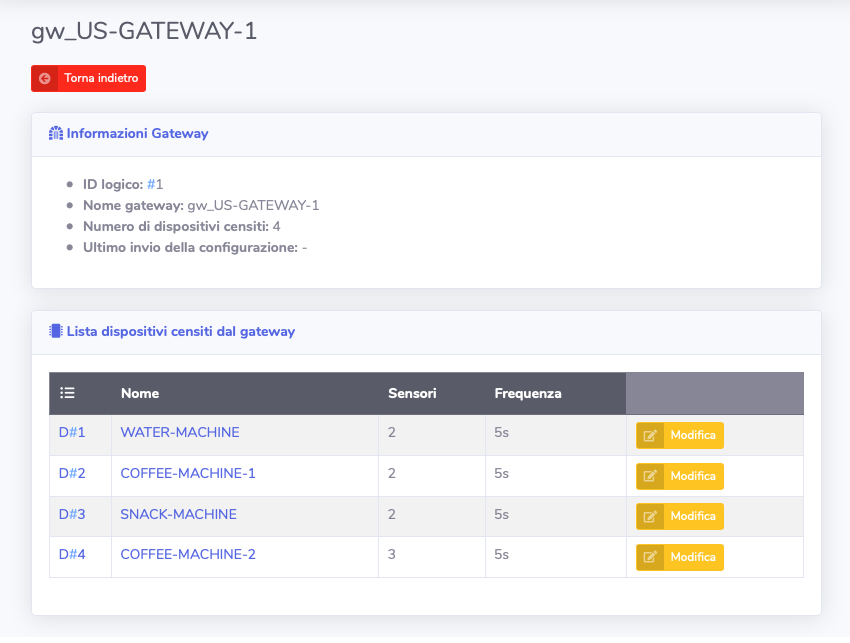 gw_US-GATEWAY-1
Torna indietro
Informazioni Gateway
ID logico: #1
Nome gateway: gw_US-GATEWAY-1
Numero di dispositivi censiti: 4
Ultimo invio della configurazione: -
Lista dispositivi censiti dal gateway
Nome Sensori Frequenza
D#1 WATER-MACHINE 2 5s Modifica
D#2 COFFEE-MACHINE-1 2 5s Modifica
D#3 SNACK-MACHINE 2 5s Modifica
D#4 COFFEE-MACHINE-2 3 5s Modifica